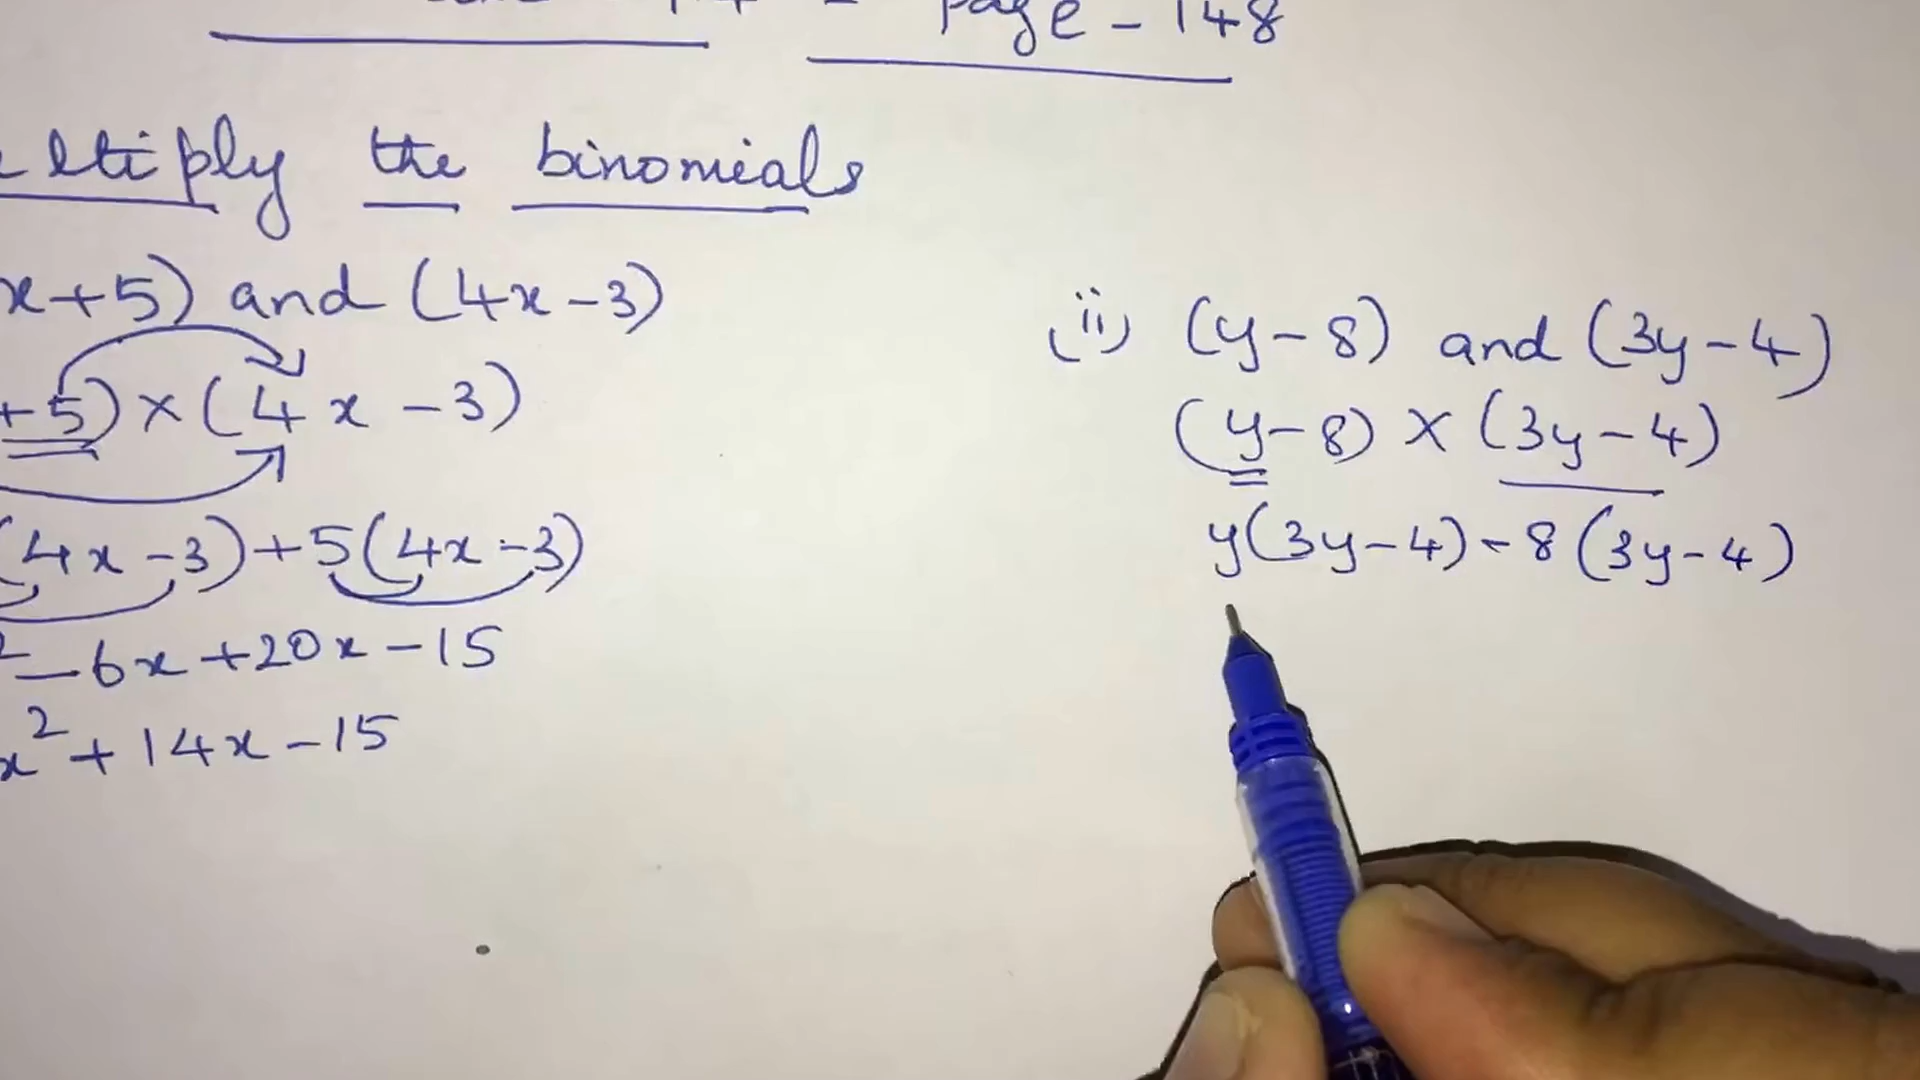 Page - 148
ltiply the binomials
x+5) and (4x-3)
+5) × (4x-3)
(4x-3)+5(4x-3)
2-6x+20x-15
x²+14x-15
(ii) (y-8) and (3y-4)
(y-8) × (3y-4)
y(3y-4)-8(3y-4)